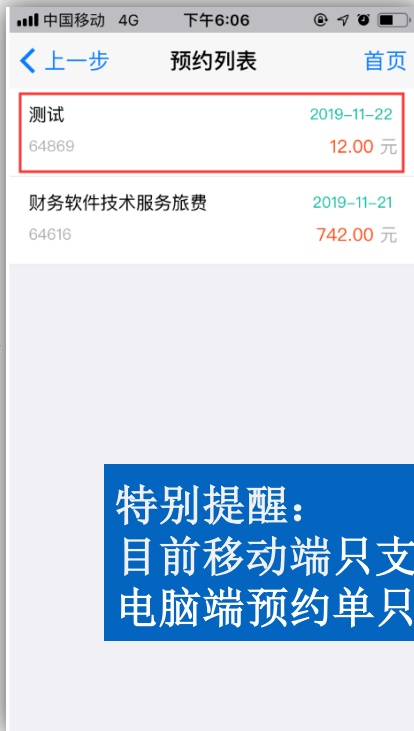 中国移动 4G 下午6:06
上一步 预约列表 首页
测试 2019-11-22
64869 12.00 元
财务软件技术服务旅费 2019-11-21
64616 742.00 元
特别提醒：
目前移动端只支
电脑端预约单只